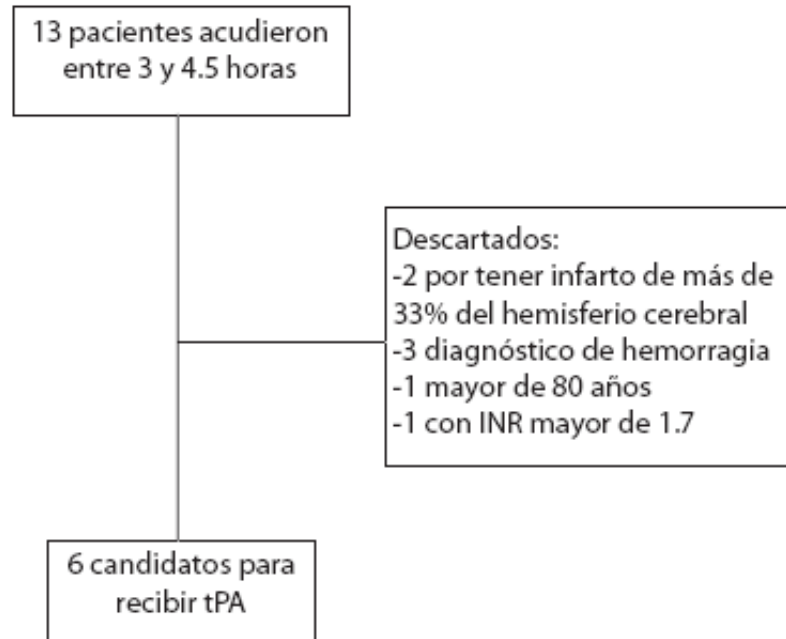 13 pacientes acudieron
entre 3 y 4.5 horas
Descartados:
-2 por tener infarto de más de
33% del hemisferio cerebral
-3 diagnóstico de hemorragia
-1 mayor de 80 años
-1 con INR mayor de 1.7
6 candidatos para
recibir tPA